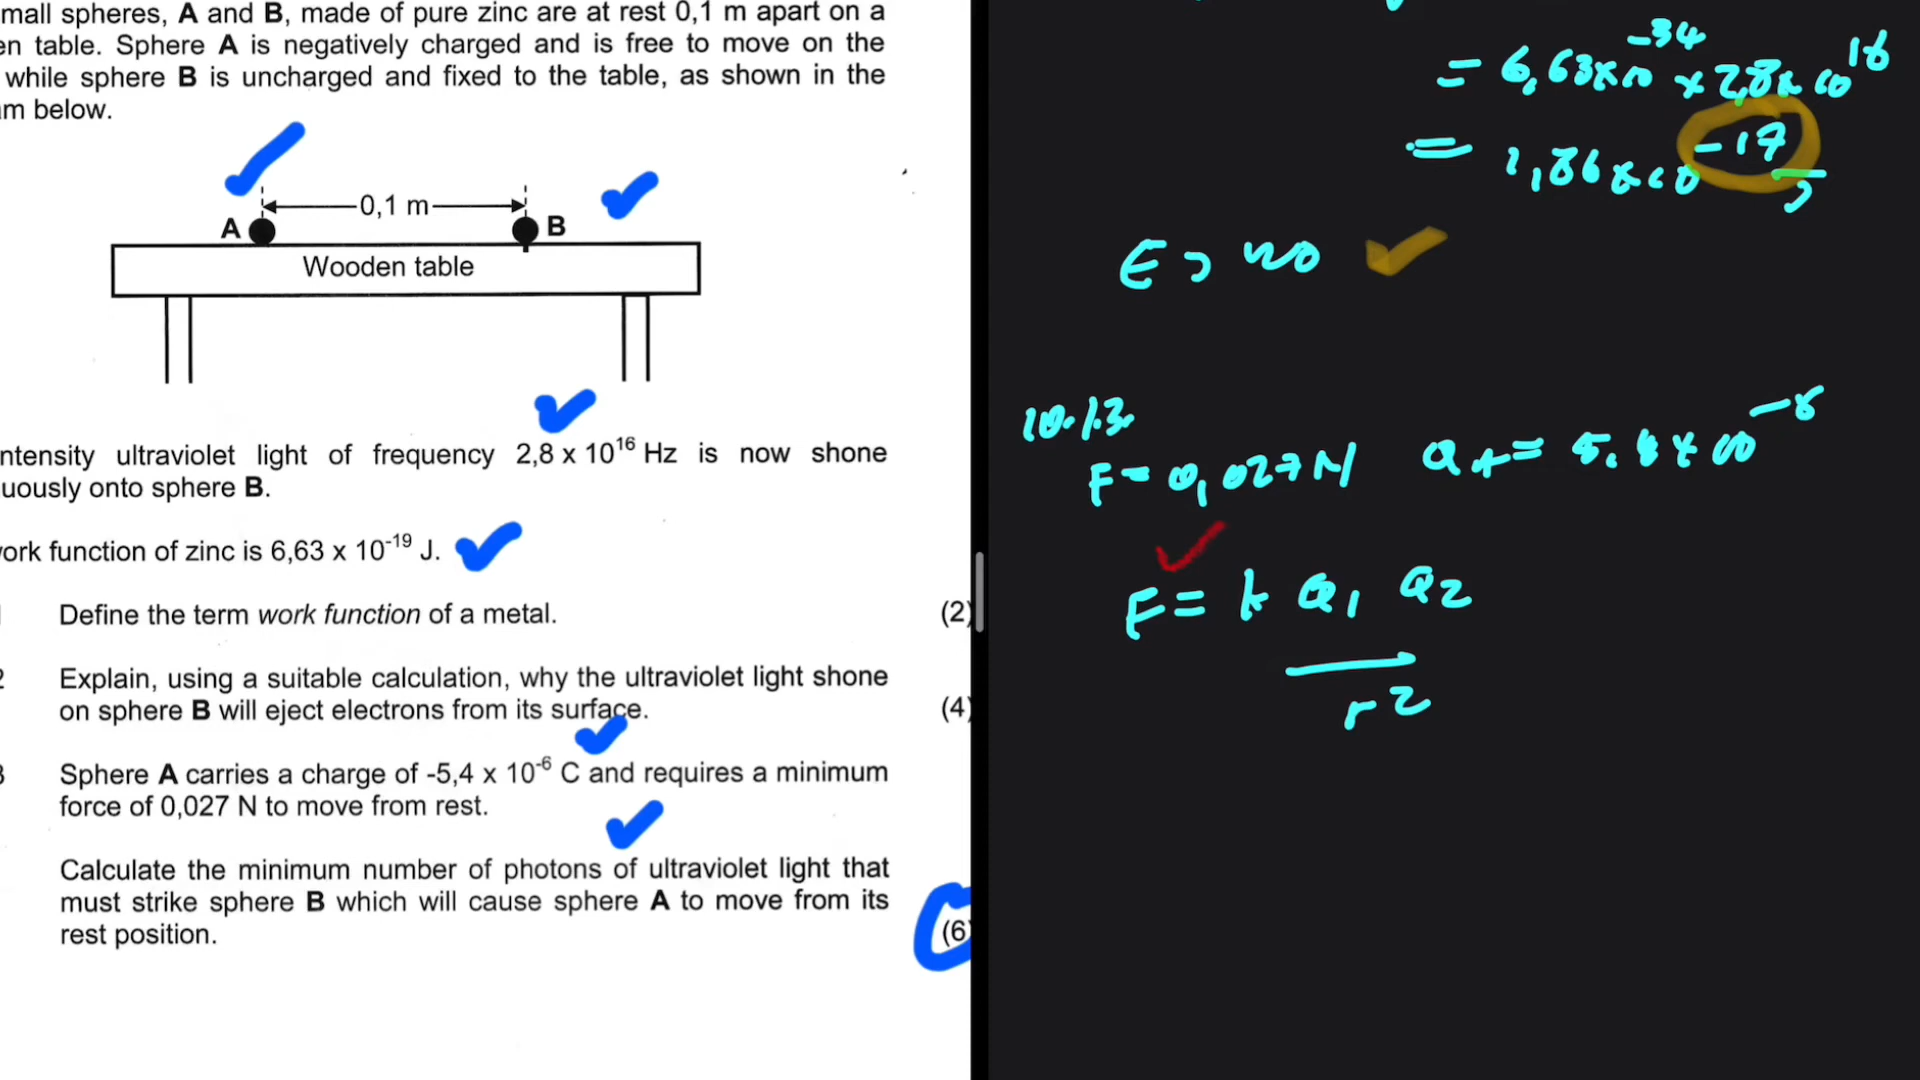 mall spheres, A and B, made of pure zinc are at rest 0,1 m apart on a
en table. Sphere A is negatively charged and is free to move on the
while sphere B is uncharged and fixed to the table, as shown in the
am below.
0,1 m
A
B
Wooden table
ntensity ultraviolet light of frequency 2,8 x 10¹⁶ Hz is now shone
uously onto sphere B.
ork function of zinc is 6,63 x 10⁻¹⁹ J.
Define the term work function of a metal.
(2)
2
Explain, using a suitable calculation, why the ultraviolet light shone
on sphere B will eject electrons from its surface.
(4)
3
Sphere A carries a charge of -5,4 x 10⁻⁶ C and requires a minimum
force of 0,027 N to move from rest.
Calculate the minimum number of photons of ultraviolet light that
must strike sphere B which will cause sphere A to move from its
rest position.
(6
= 6,63x10⁻³⁴ x 2,8x10¹⁶
= 1,86x10⁻¹⁷ J
E > W0
10.1.3.
F = 0,027N
F = k Q1 Q2
r²